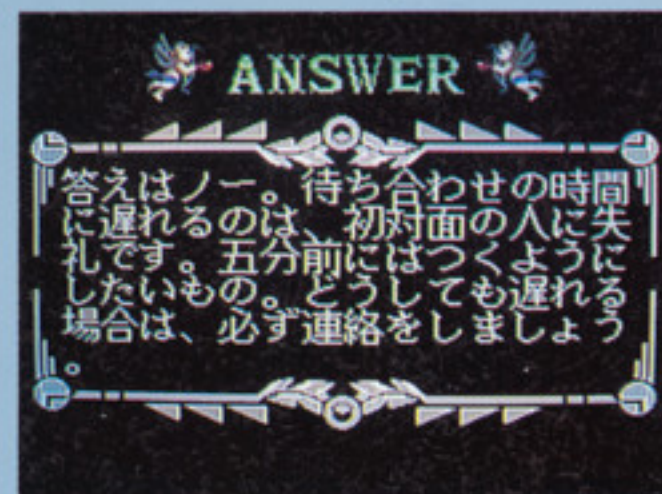 ANSWER
答えはノー。待ち合わせの時間
に遅れるのは、初対面の人に失
礼です。五分前にはつくように
したいもの。どうしても遅れる
場合は、必ず連絡をしましょう
。